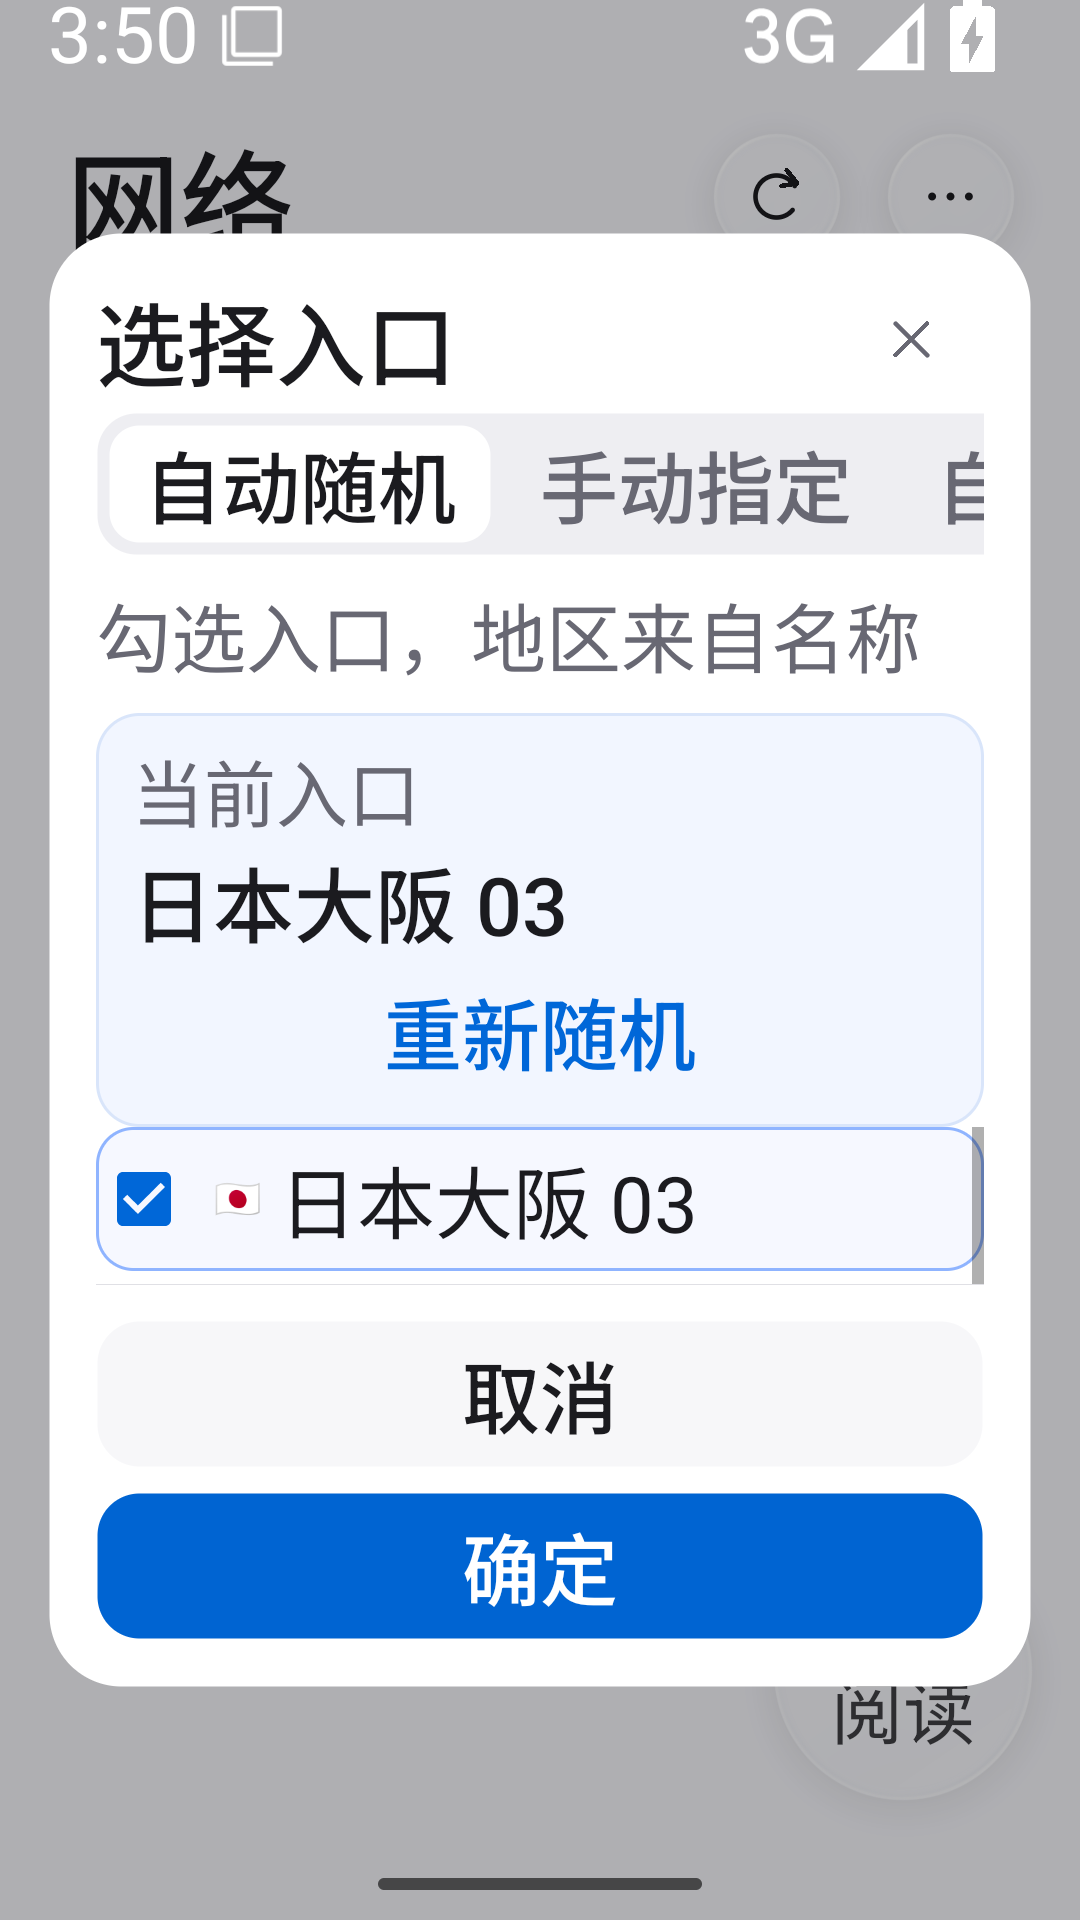 3:50 3G
网络
选择入口
自动随机 手动指定 自
勾选入口，地区来自名称
当前入口
日本大阪 03
重新随机
日本大阪 03
取消
确定
阅读